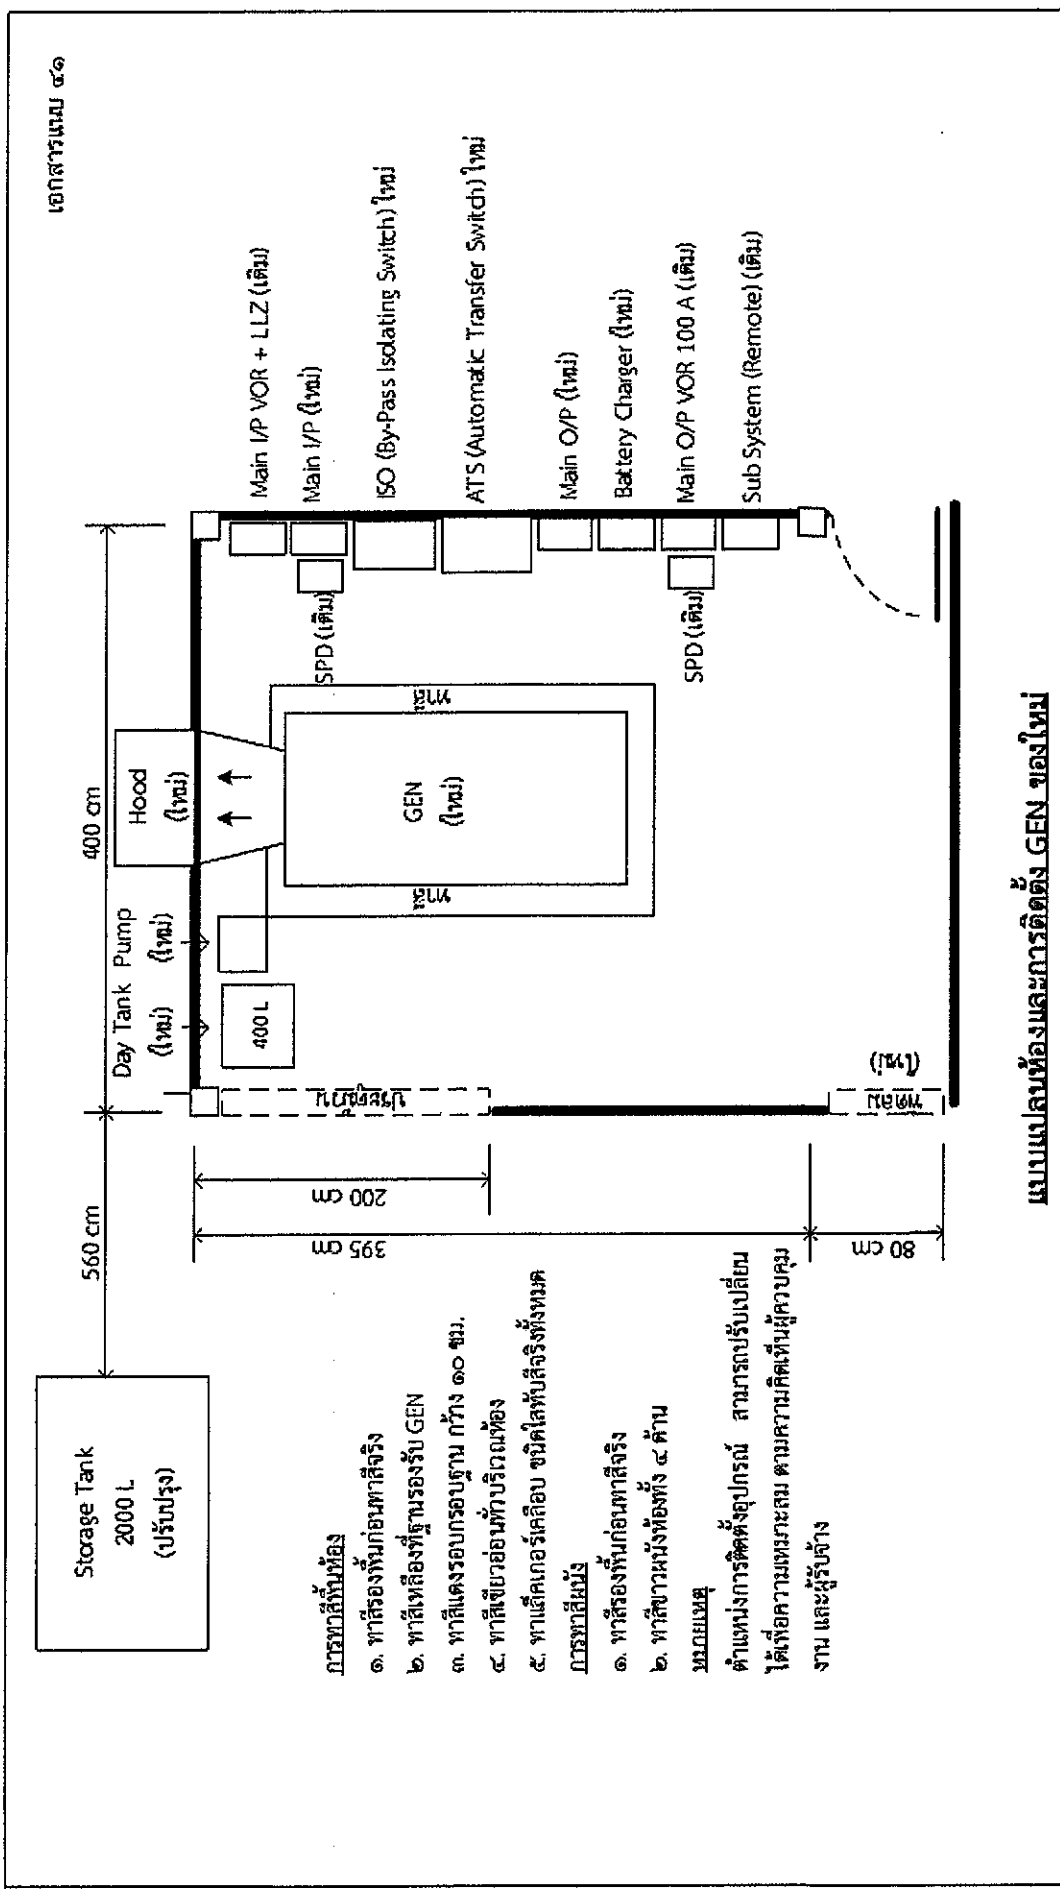 เอกสารแนบ ๔๑
Storage Tank
2000 L
(ปรับปรุง)
560 cm
400 cm
Day Tank
(ใหม่)
Pump
(ใหม่)
Hood
(ใหม่)
400 L
GEN
(ใหม่)
ทาสี
ทาสี
SPD (เดิม)
SPD (เดิม)
Main I/P VOR + LLZ (เดิม)
Main I/P (ใหม่)
ISO (By-Pass Isolating Switch) ใหม่
ATS (Automatic Transfer Switch) ใหม่
Main O/P (ใหม่)
Battery Charger (ใหม่)
Main O/P VOR 100 A (เดิม)
Sub System (Remote) (เดิม)
ประตูม้วน
พัดลม
(ใหม่)
200 cm
395 cm
80 cm
การทาสีพื้นห้อง
๑. ทาสีรองพื้นก่อนทาสีจริง
๒. ทาสีเหลืองที่ฐานรองรับ GEN
๓. ทาสีแดงรอบกรอบฐาน กว้าง ๑๐ ซม.
๔. ทาสีเขียวอ่อนทั่วบริเวณห้อง
๕. ทาแล็คเกอร์เคลือบ ชนิดใสทับสีจริงทั้งหมด
การทาสีผนัง
๑. ทาสีรองพื้นก่อนทาสีจริง
๒. ทาสีขาวผนังห้องทั้ง ๔ ด้าน
หมายเหตุ
ตำแหน่งการติดตั้งอุปกรณ์ สามารถปรับเปลี่ยน
ได้เพื่อความเหมาะสม ตามความคิดเห็นผู้ควบคุม
งาน และผู้รับจ้าง
แบบแปลนห้องและการติดตั้ง GEN ของใหม่